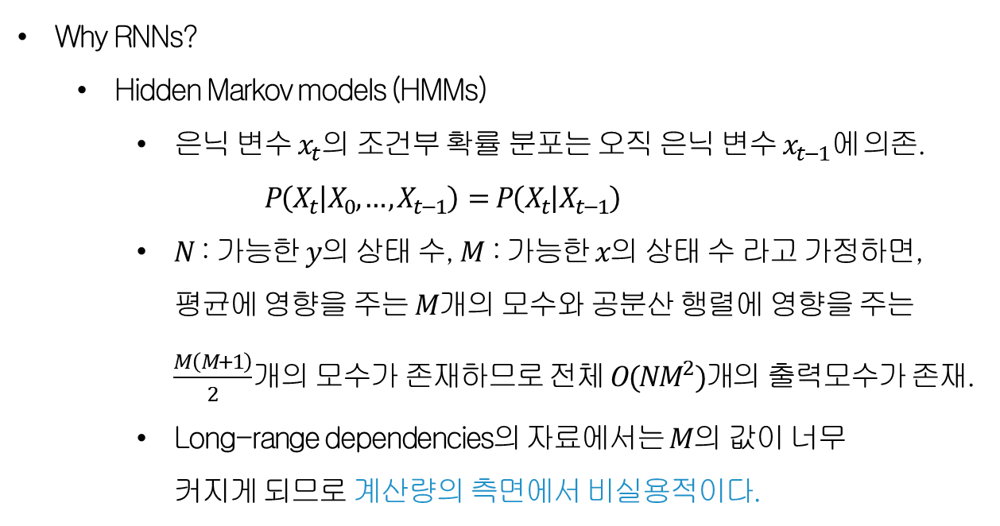 • Why RNNs?
• Hidden Markov models (HMMs)
• 은닉 변수 $x_t$의 조건부 확률 분포는 오직 은닉 변수 $x_{t-1}$에 의존.
$P(X_t|X_0, \dots, X_{t-1}) = P(X_t|X_{t-1})$
• $N$ : 가능한 $y$의 상태 수, $M$ : 가능한 $x$의 상태 수 라고 가정하면,
평균에 영향을 주는 $M$개의 모수와 공분산 행렬에 영향을 주는
$\frac{M(M+1)}{2}$개의 모수가 존재하므로 전체 $O(NM^2)$개의 출력모수가 존재.
• Long-range dependencies의 자료에서는 $M$의 값이 너무
커지게 되므로 계산량의 측면에서 비실용적이다.